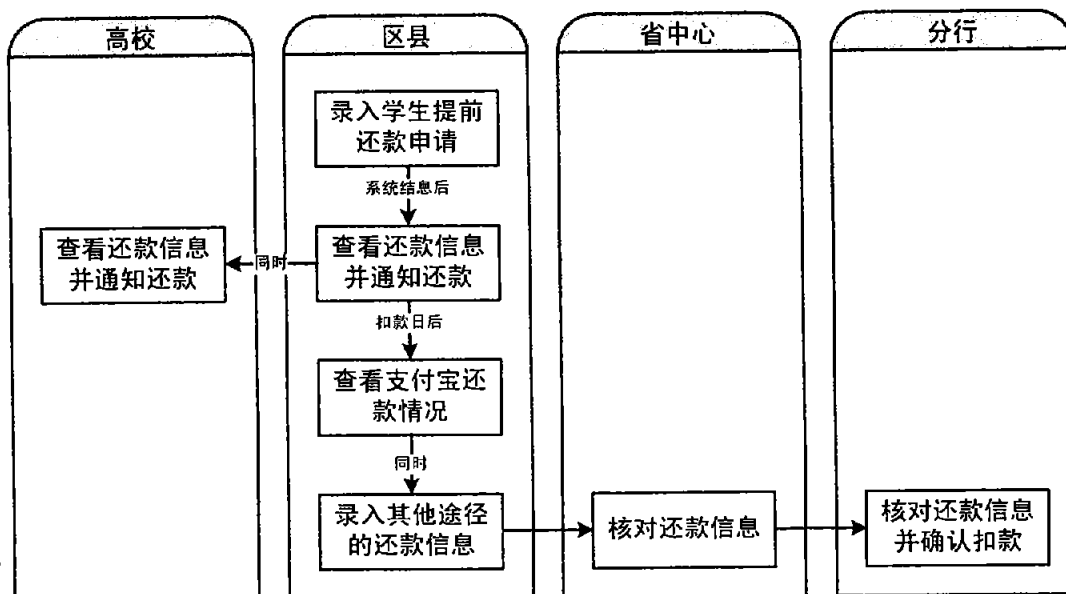 高校
区县
省中心
分行
录入学生提前
还款申请
系统结息后
查看还款信息
并通知还款
同时
查看还款信息
并通知还款
扣款日后
查看支付宝还
款情况
同时
录入其他途径
的还款信息
核对还款信息
核对还款信息
并确认扣款